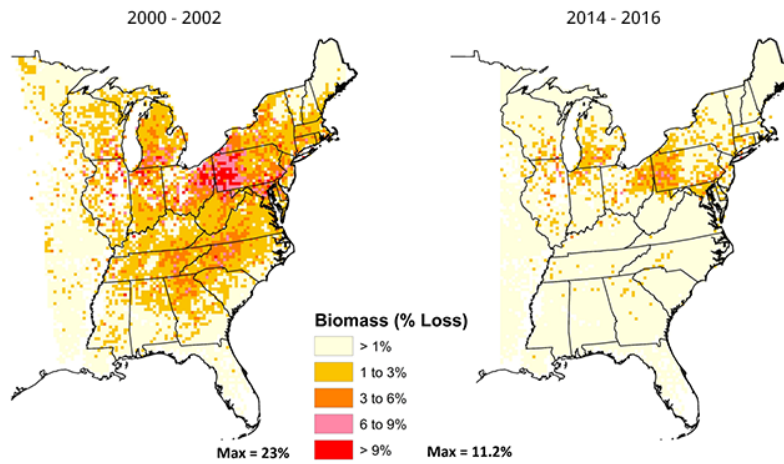 2000 - 2002
2014 - 2016
Biomass (% Loss)
> 1%
1 to 3%
3 to 6%
6 to 9%
> 9%
Max = 23%
Max = 11.2%